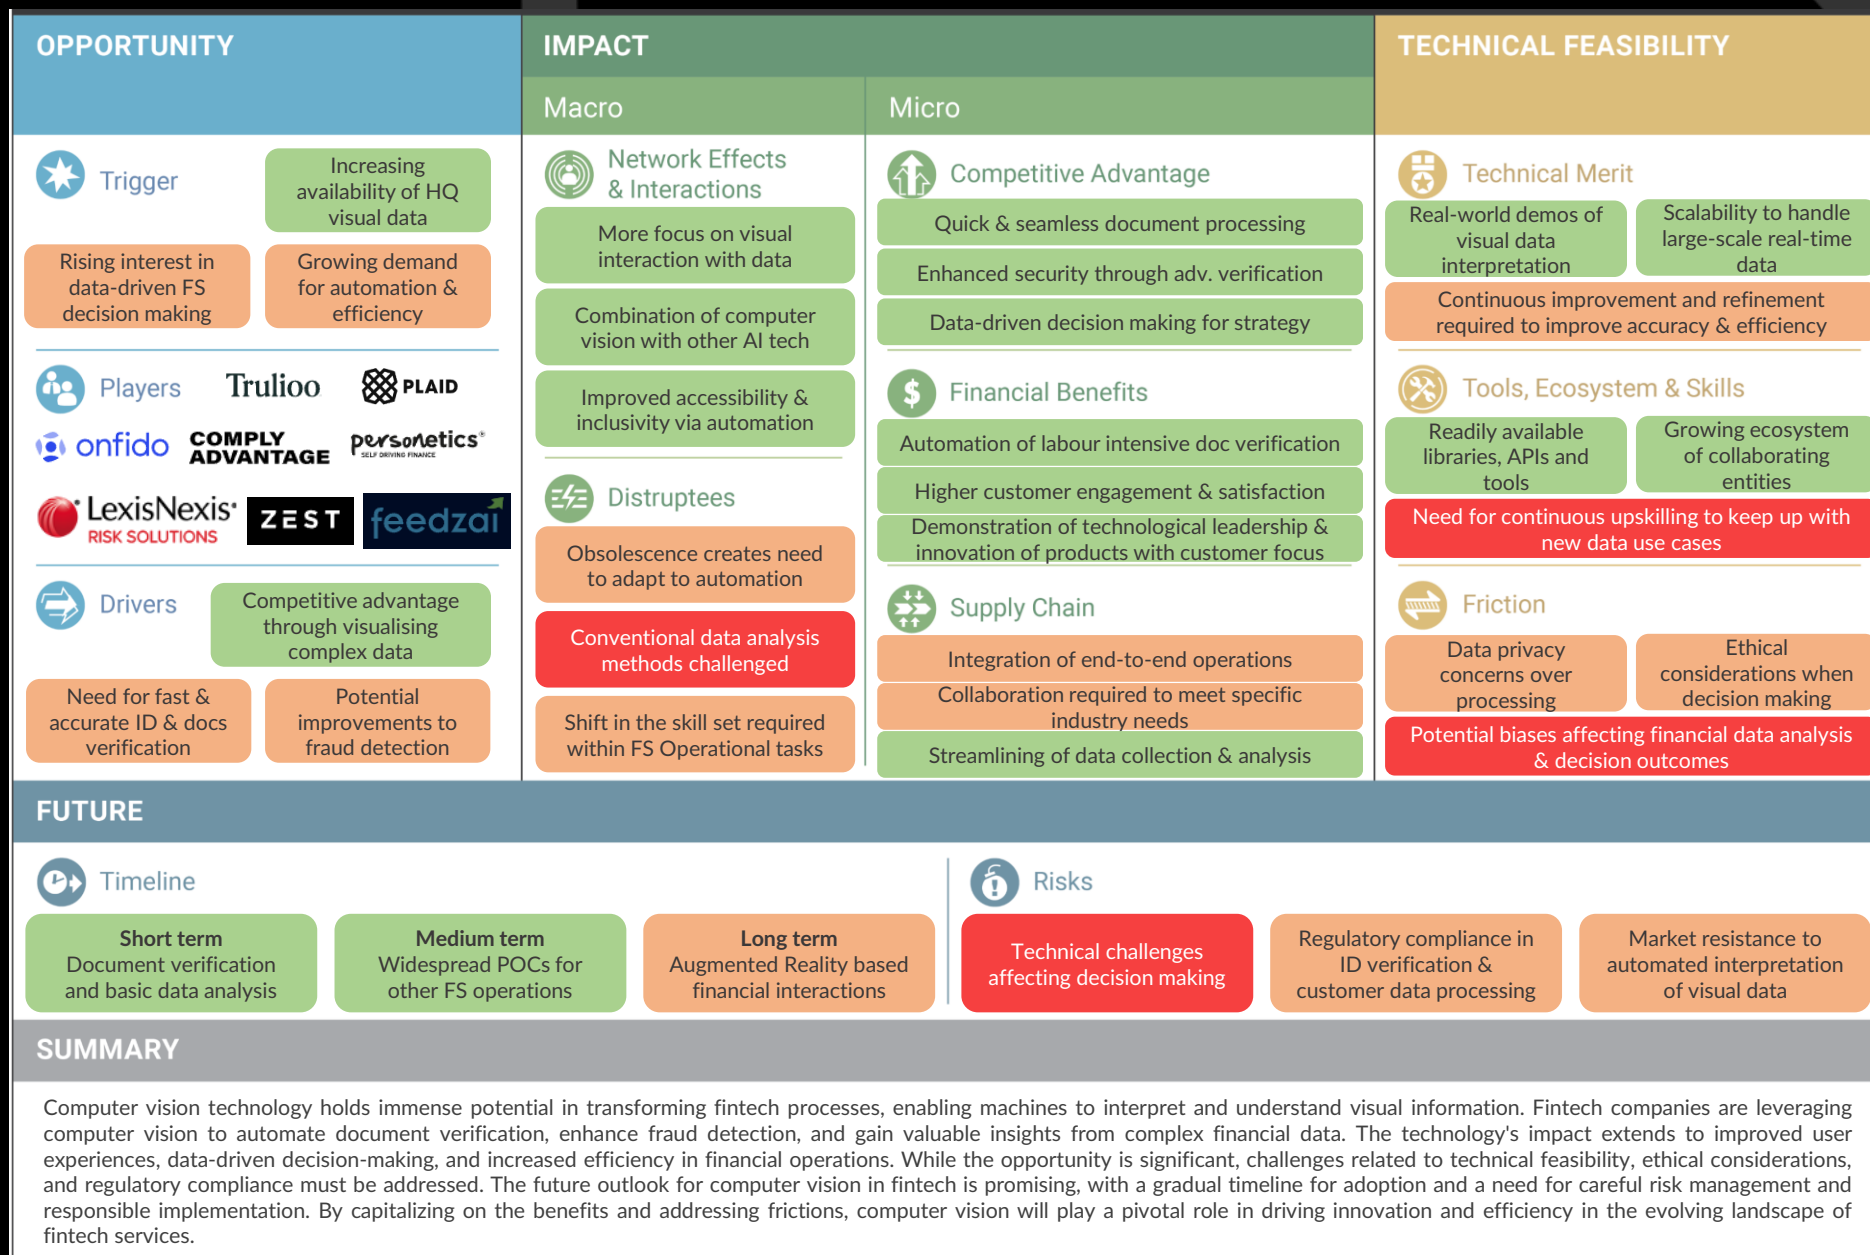 OPPORTUNITY
Trigger
Increasing
availability of HQ
visual data
Rising interest in
data-driven FS
decision making
Growing demand
for automation &
efficiency
Players
Trulioo
PLAID
onfido
COMPLY
ADVANTAGE
personetics
SELF DRIVING FINANCE
LexisNexis
RISK SOLUTIONS
ZEST
feedzai
Drivers
Competitive advantage
through visualising
complex data
Need for fast &
accurate ID & docs
verification
Potential
improvements to
fraud detection
IMPACT
Macro
Network Effects
& Interactions
More focus on visual
interaction with data
Combination of computer
vision with other AI tech
Improved accessibility &
inclusivity via automation
Distruptees
Obsolescence creates need
to adapt to automation
Conventional data analysis
methods challenged
Shift in the skill set required
within FS Operational tasks
Micro
Competitive Advantage
Quick & seamless document processing
Enhanced security through adv. verification
Data-driven decision making for strategy
Financial Benefits
Automation of labour intensive doc verification
Higher customer engagement & satisfaction
Demonstration of technological leadership &
innovation of products with customer focus
Supply Chain
Integration of end-to-end operations
Collaboration required to meet specific
industry needs
Streamlining of data collection & analysis
TECHNICAL FEASIBILITY
Technical Merit
Real-world demos of
visual data
interpretation
Scalability to handle
large-scale real-time
data
Continuous improvement and refinement
required to improve accuracy & efficiency
Tools, Ecosystem & Skills
Readily available
libraries, APIs and
tools
Growing ecosystem
of collaborating
entities
Need for continuous upskilling to keep up with
new data use cases
Friction
Data privacy
concerns over
processing
Ethical
considerations when
decision making
Potential biases affecting financial data analysis
& decision outcomes
FUTURE
Timeline
Short term
Document verification
and basic data analysis
Medium term
Widespread POCs for
other FS operations
Long term
Augmented Reality based
financial interactions
Risks
Technical challenges
affecting decision making
Regulatory compliance in
ID verification &
customer data processing
Market resistance to
automated interpretation
of visual data
SUMMARY
Computer vision technology holds immense potential in transforming fintech processes, enabling machines to interpret and understand visual information. Fintech companies are leveraging
computer vision to automate document verification, enhance fraud detection, and gain valuable insights from complex financial data. The technology's impact extends to improved user
experiences, data-driven decision-making, and increased efficiency in financial operations. While the opportunity is significant, challenges related to technical feasibility, ethical considerations,
and regulatory compliance must be addressed. The future outlook for computer vision in fintech is promising, with a gradual timeline for adoption and a need for careful risk management and
responsible implementation. By capitalizing on the benefits and addressing frictions, computer vision will play a pivotal role in driving innovation and efficiency in the evolving landscape of
fintech services.